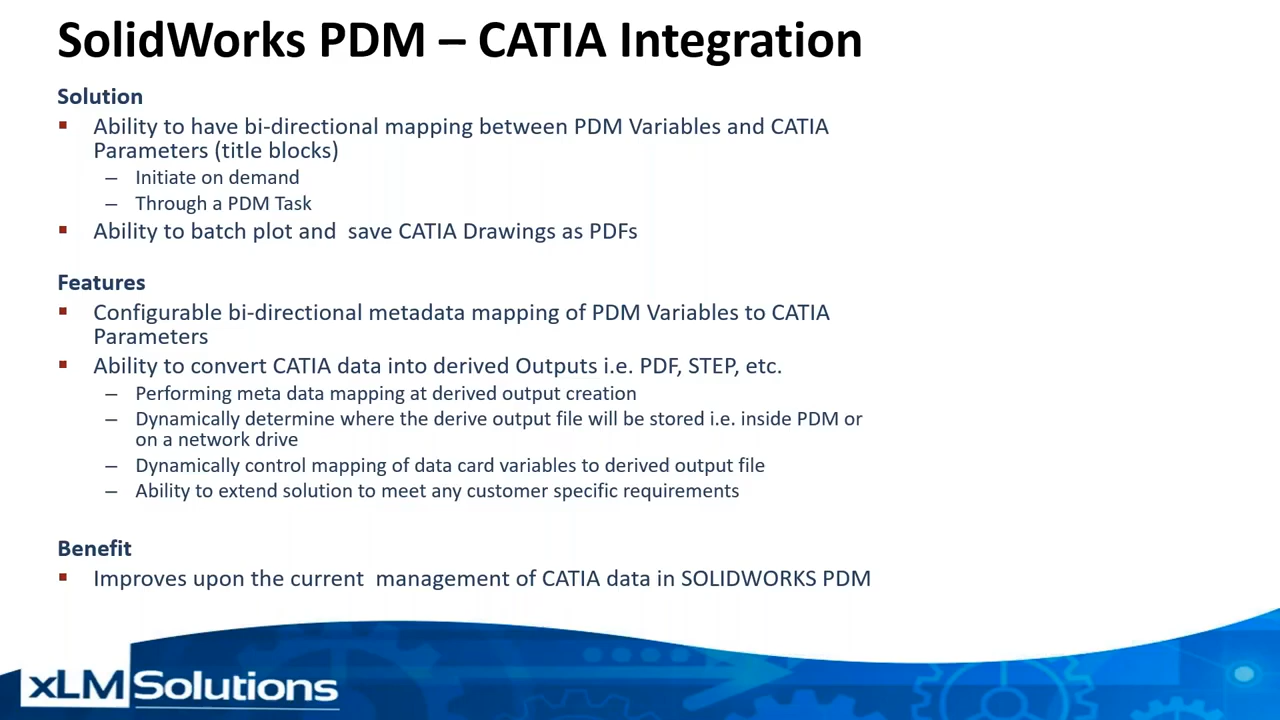 SolidWorks PDM – CATIA Integration
Solution
▪ Ability to have bi-directional mapping between PDM Variables and CATIA
Parameters (title blocks)
– Initiate on demand
– Through a PDM Task
▪ Ability to batch plot and  save CATIA Drawings as PDFs
Features
▪ Configurable bi-directional metadata mapping of PDM Variables to CATIA
Parameters
▪ Ability to convert CATIA data into derived Outputs i.e. PDF, STEP, etc.
– Performing meta data mapping at derived output creation
– Dynamically determine where the derive output file will be stored i.e. inside PDM or
on a network drive
– Dynamically control mapping of data card variables to derived output file
– Ability to extend solution to meet any customer specific requirements
Benefit
▪ Improves upon the current  management of CATIA data in SOLIDWORKS PDM
xLMSolutions